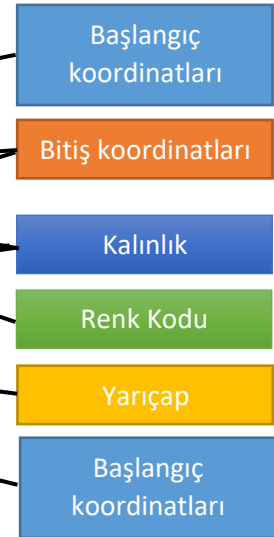 Başlangıç
koordinatları
Bitiş koordinatları
Kalınlık
Renk Kodu
Yarıçap
Başlangıç
koordinatları